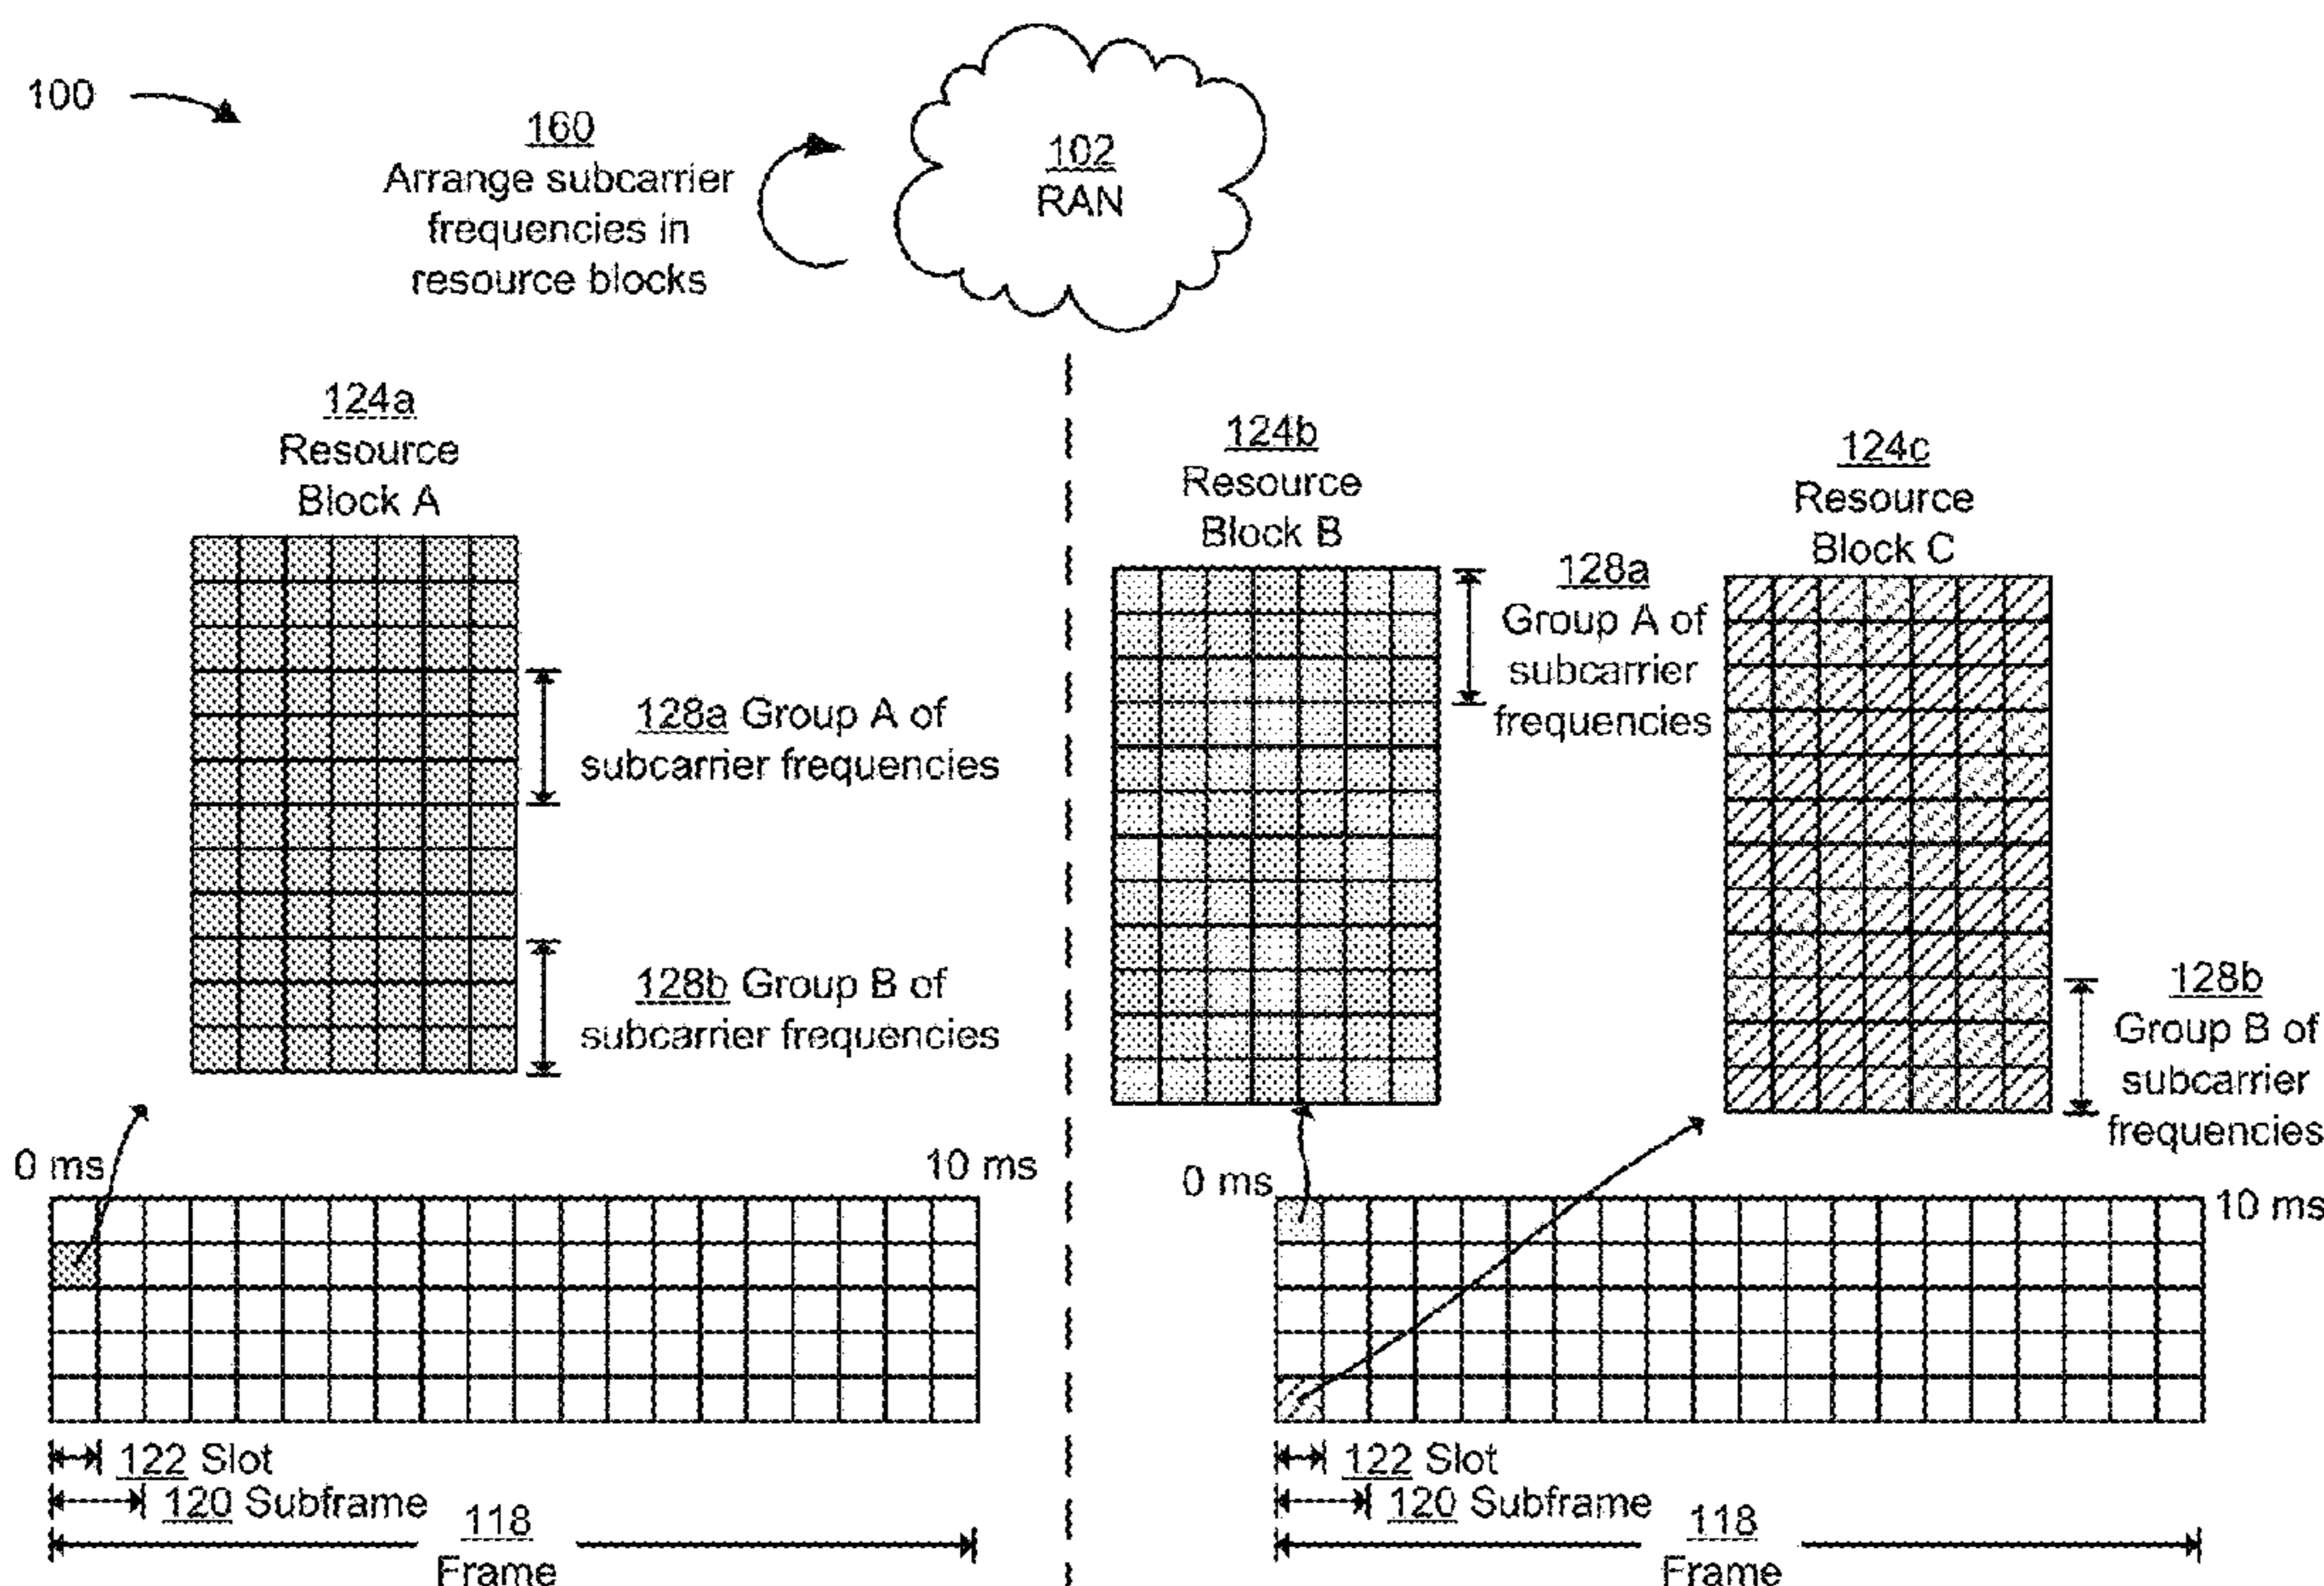 100
160
Arrange subcarrier
frequencies in
resource blocks
102
RAN
124a
Resource
Block A
128a Group A of
subcarrier frequencies
128b Group B of
subcarrier frequencies
0 ms
10 ms
122 Slot
120 Subframe
118
Frame
124b
Resource
Block B
128a
Group A of
subcarrier
frequencies
124c
Resource
Block C
128b
Group B of
subcarrier
frequencies
0 ms
10 ms
122 Slot
120 Subframe
118
Frame